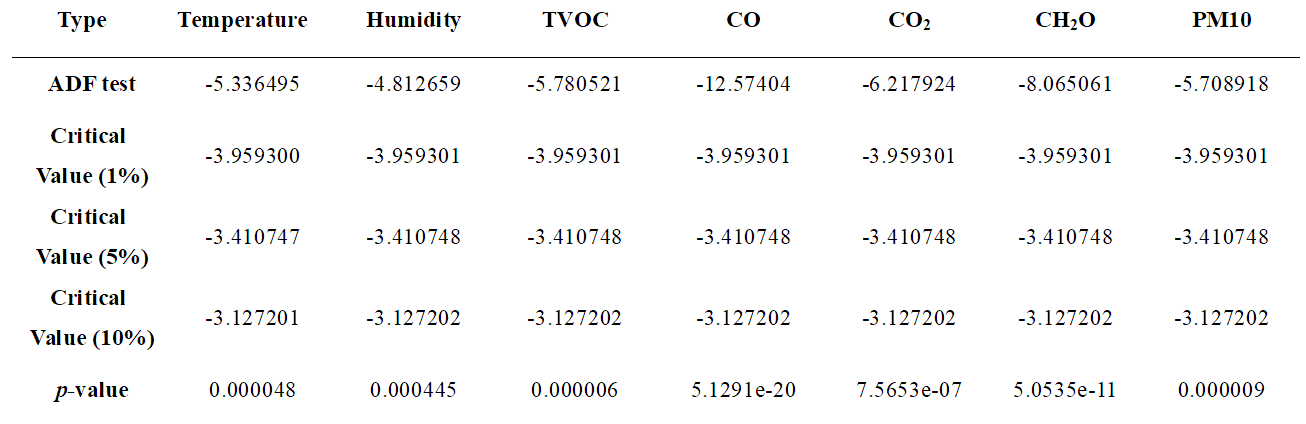 Type Temperature Humidity TVOC CO CO₂ CH₂O PM10
ADF test -5.336495 -4.812659 -5.780521 -12.57404 -6.217924 -8.065061 -5.708918
Critical
Value (1%) -3.959300 -3.959301 -3.959301 -3.959301 -3.959301 -3.959301 -3.959301
Critical
Value (5%) -3.410747 -3.410748 -3.410748 -3.410748 -3.410748 -3.410748 -3.410748
Critical
Value (10%) -3.127201 -3.127202 -3.127202 -3.127202 -3.127202 -3.127202 -3.127202
p-value 0.000048 0.000445 0.000006 5.1291e-20 7.5653e-07 5.0535e-11 0.000009